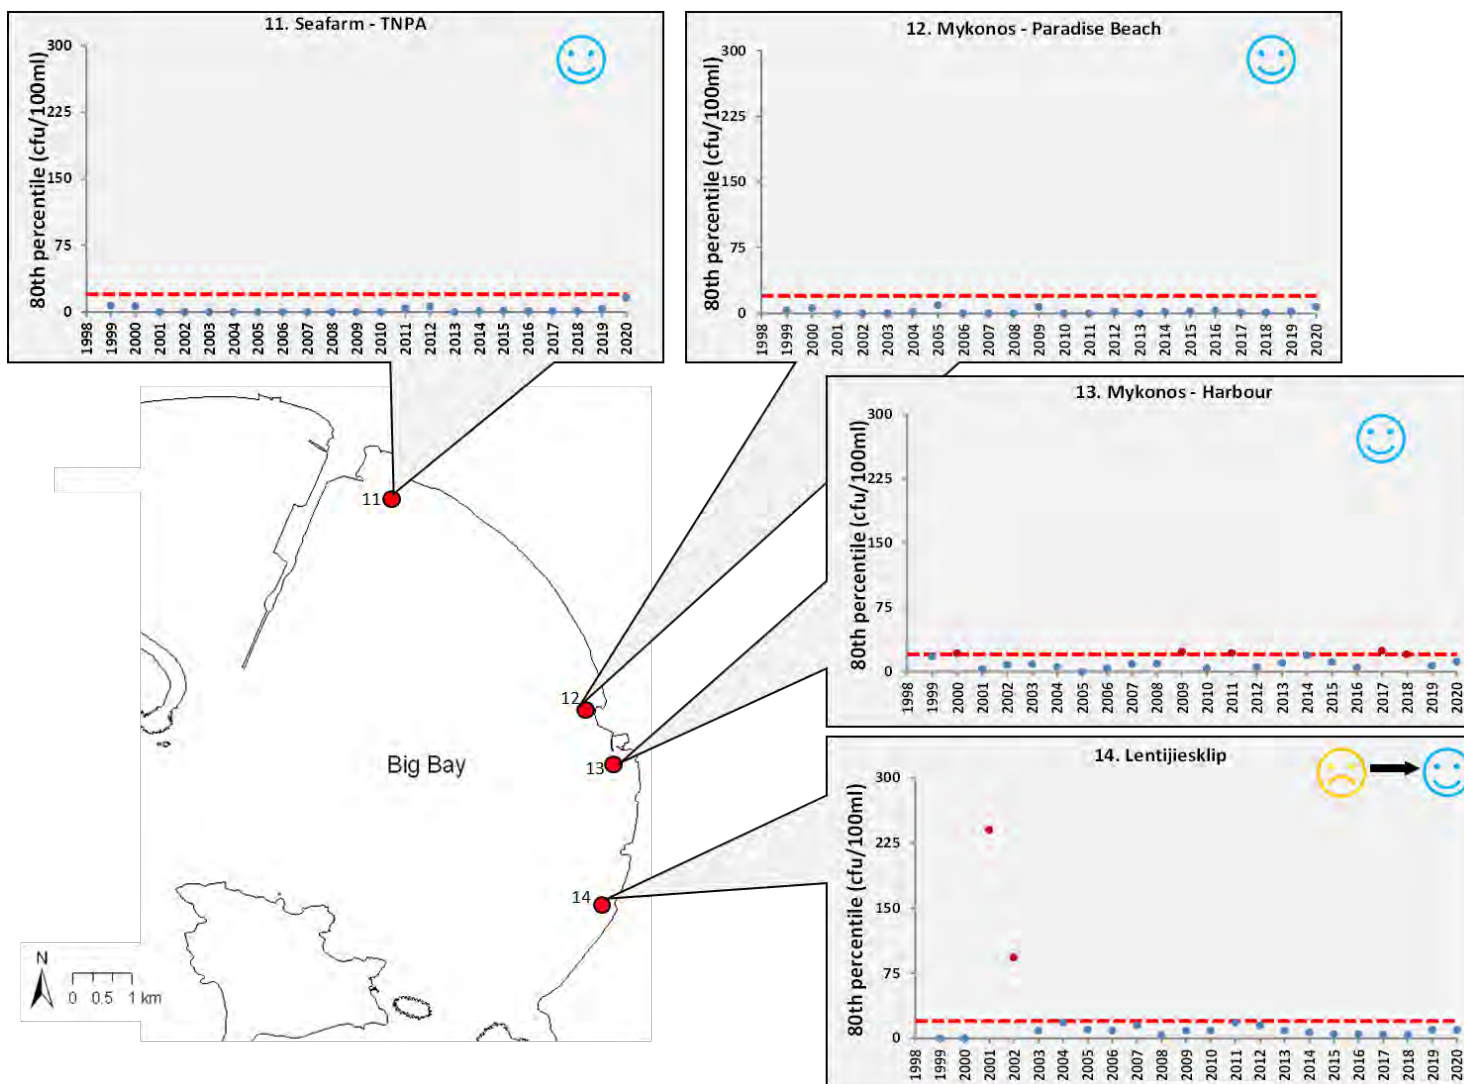 11. Seafarm - TNPA
80th percentile (cfu/100ml)
300
225
150
75
0
1998 1999 2000 2001 2002 2003 2004 2005 2006 2007 2008 2009 2010 2011 2012 2013 2014 2015 2016 2017 2018 2019 2020
12. Mykonos - Paradise Beach
80th percentile (cfu/100ml)
300
225
150
75
0
1998 1999 2000 2001 2002 2003 2004 2005 2006 2007 2008 2009 2010 2011 2012 2013 2014 2015 2016 2017 2018 2019 2020
13. Mykonos - Harbour
80th percentile (cfu/100ml)
300
225
150
75
0
1998 1999 2000 2001 2002 2003 2004 2005 2006 2007 2008 2009 2010 2011 2012 2013 2014 2015 2016 2017 2018 2019 2020
14. Lentijiesklip
80th percentile (cfu/100ml)
300
225
150
75
0
1998 1999 2000 2001 2002 2003 2004 2005 2006 2007 2008 2009 2010 2011 2012 2013 2014 2015 2016 2017 2018 2019 2020
11
12
13
Big Bay
14
N
0 0.5 1 km